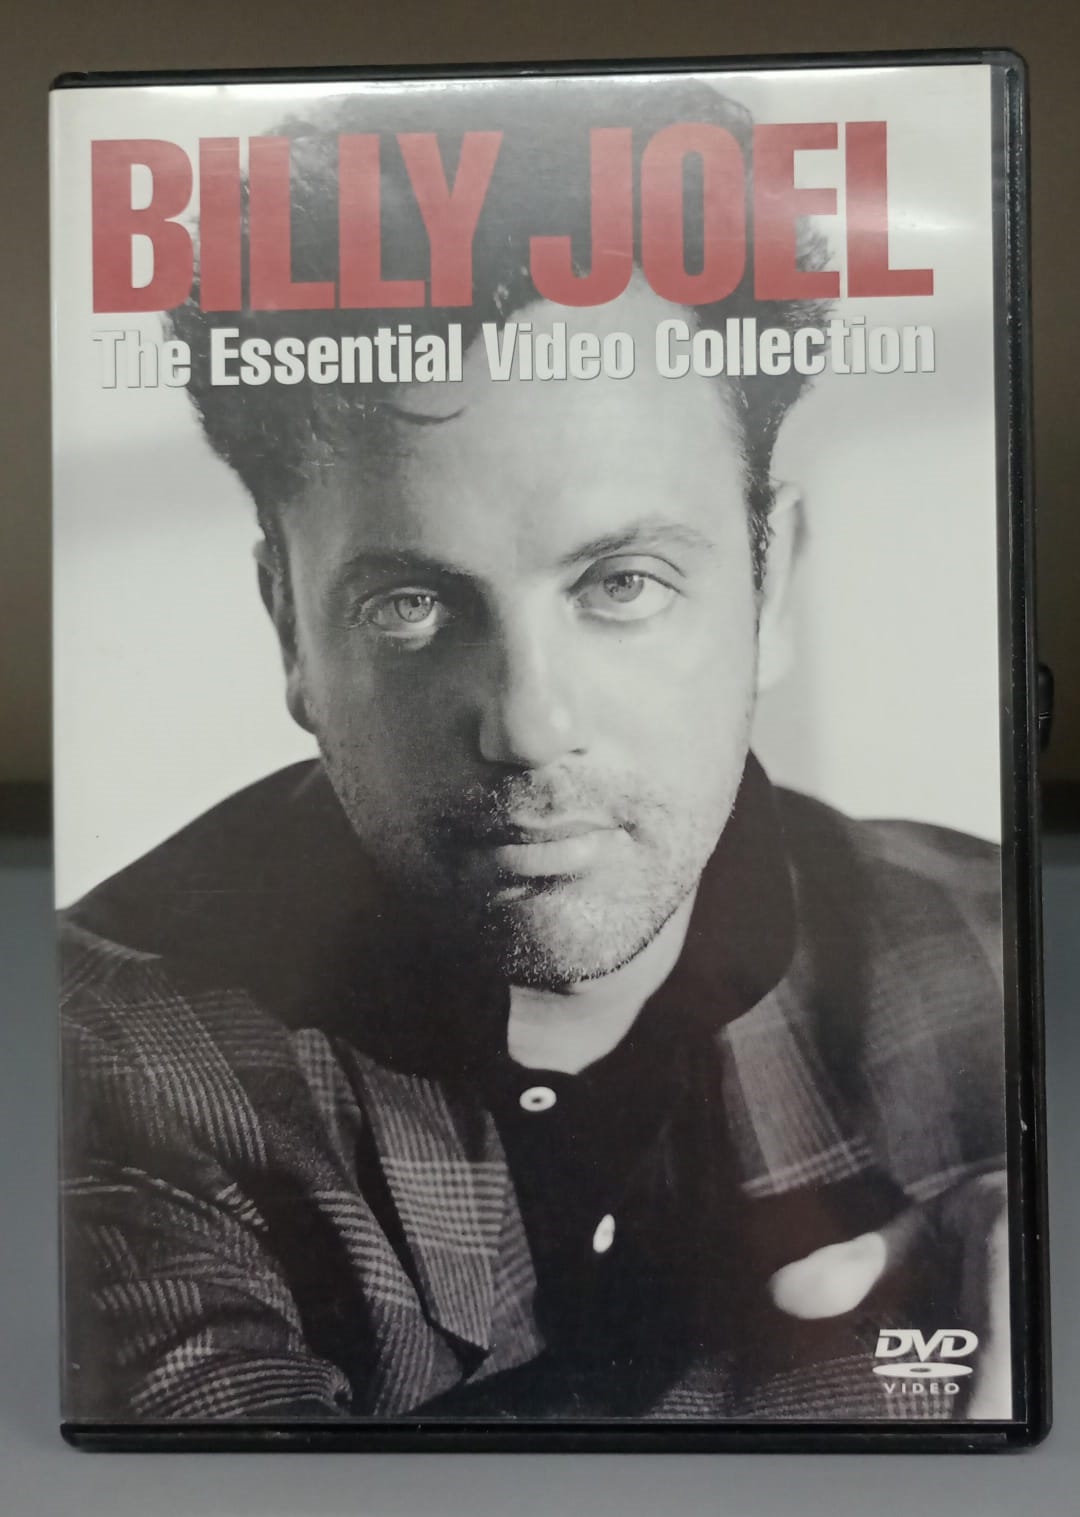 BILLY JOEL
The Essential Video Collection
DVD
VIDEO